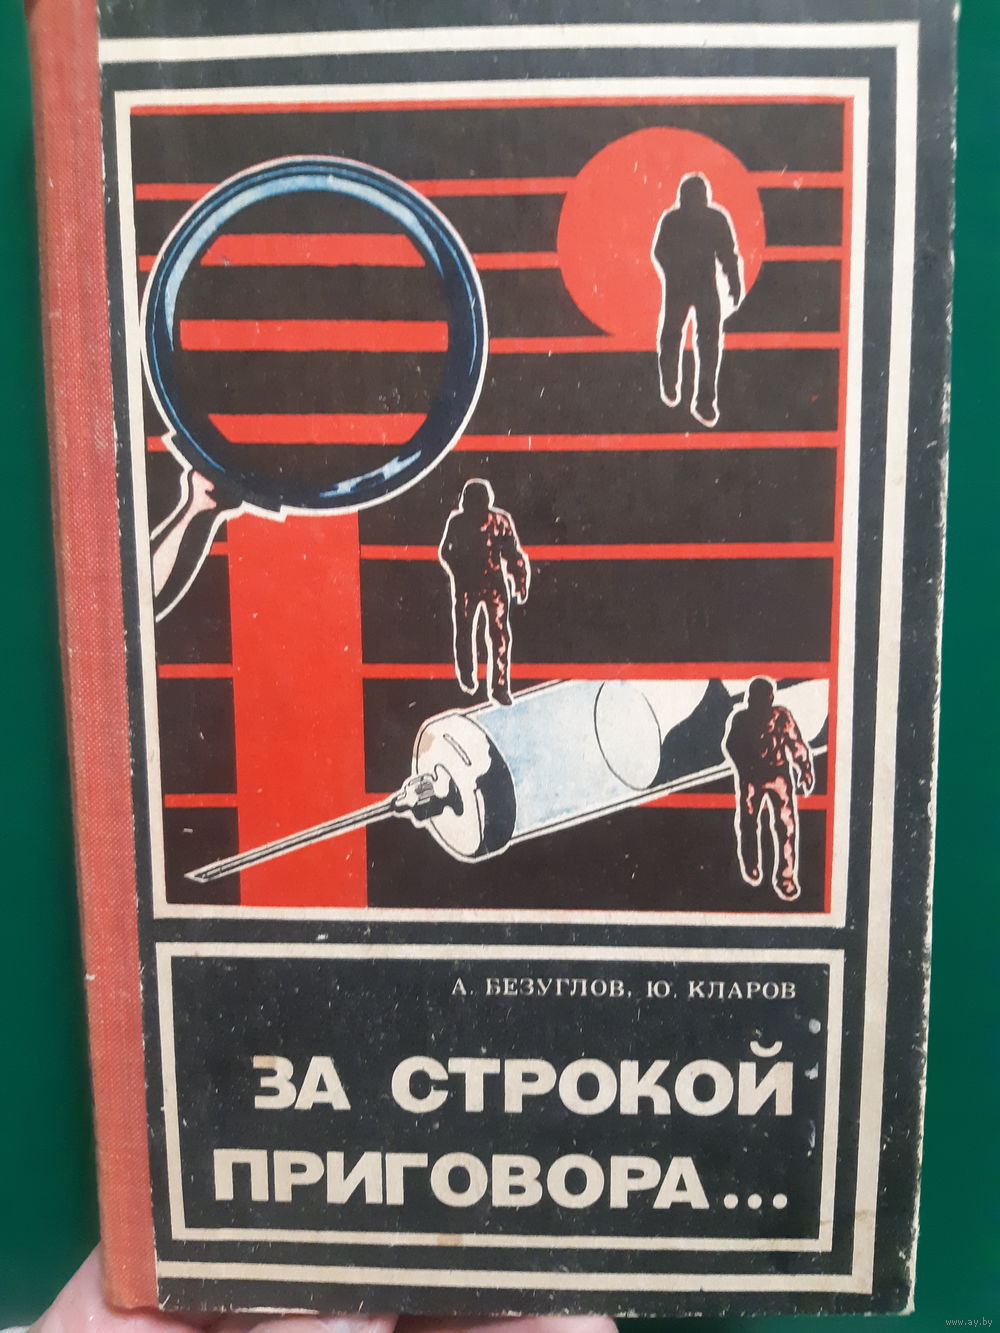 А. БЕЗУГЛОВ, Ю. КЛАРОВ
ЗА СТРОКОЙ
ПРИГОВОРА...
www.ay.by